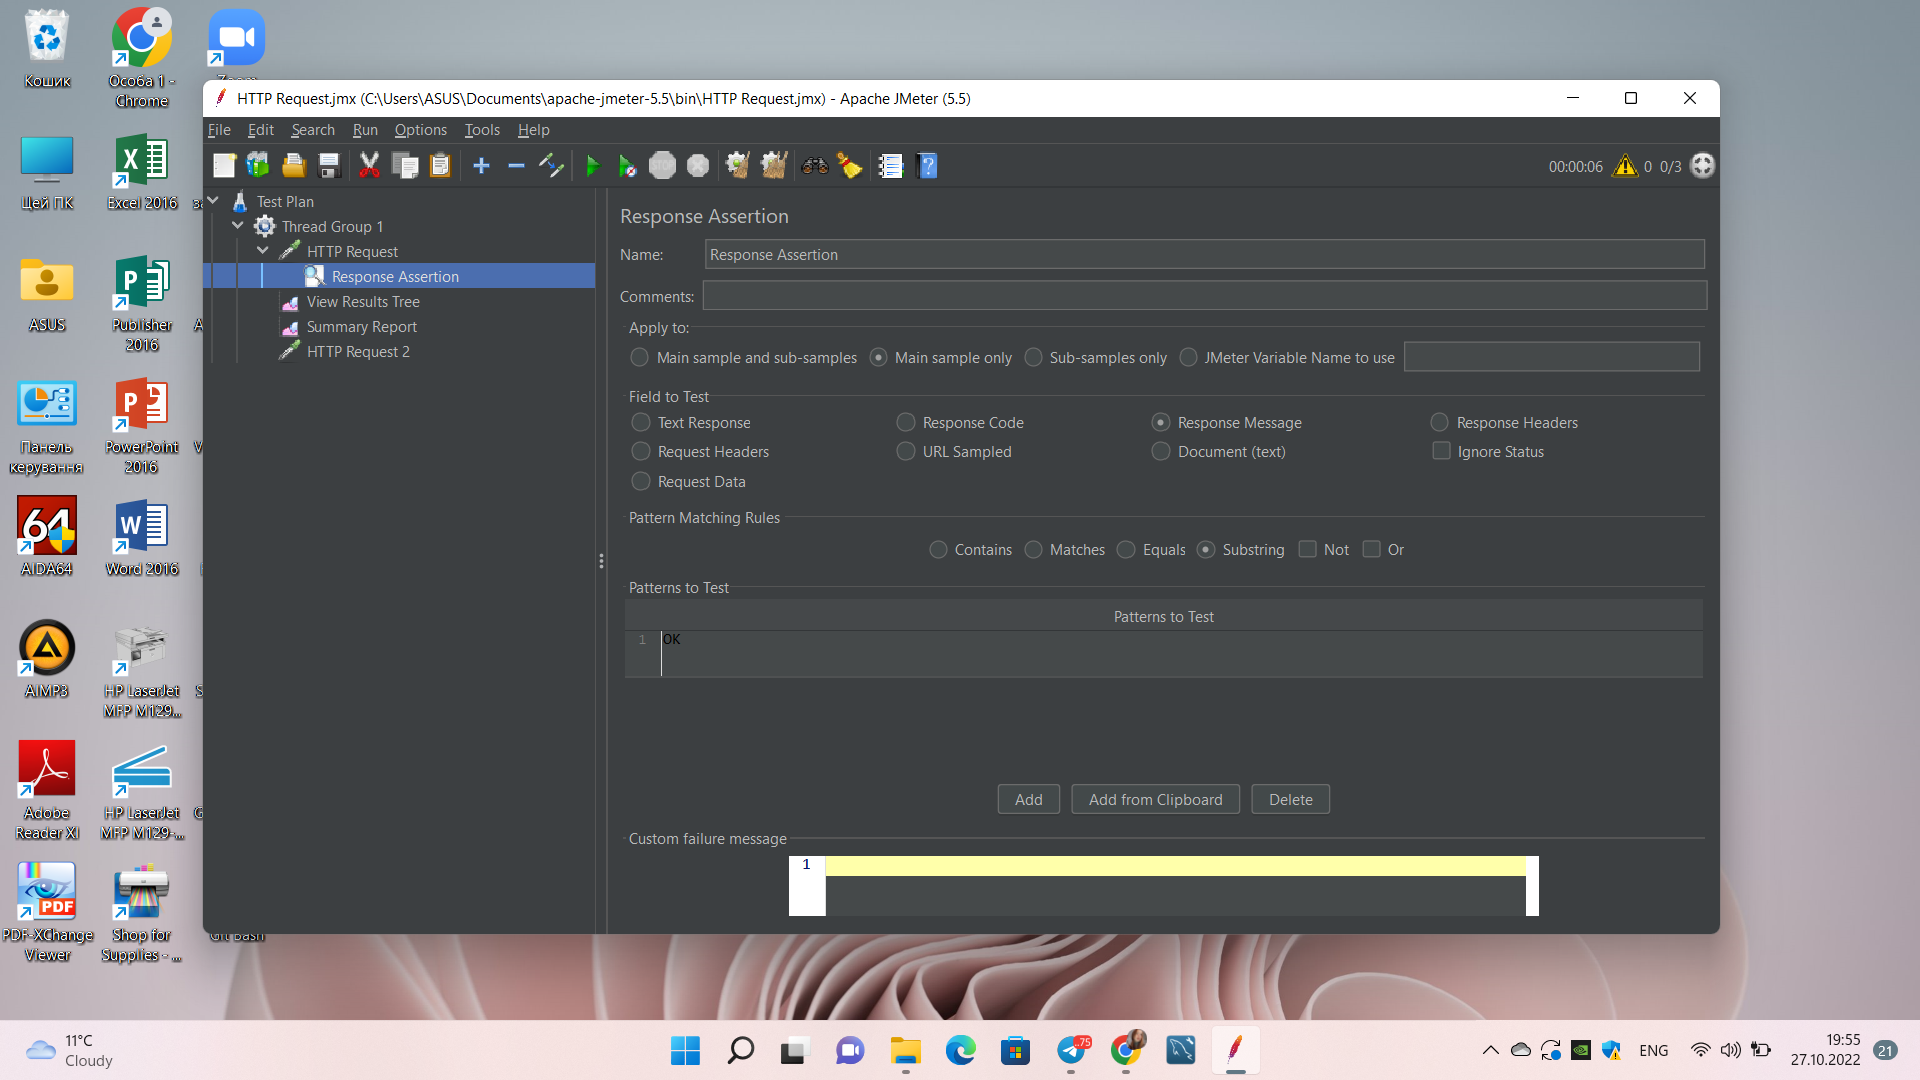 HTTP Request.jmx (C:\Users\ASUS\Documents\apache-jmeter-5.5\bin\HTTP Request.jmx) - Apache JMeter (5.5)
File Edit Search Run Options Tools Help
STOP
00:00:06 0 0/3
Test Plan
Thread Group 1
HTTP Request
Response Assertion
View Results Tree
Summary Report
HTTP Request 2
Response Assertion
Name: Response Assertion
Comments:
Apply to:
Main sample and sub-samples Main sample only Sub-samples only JMeter Variable Name to use
Field to Test
Text Response Response Code Response Message Response Headers
Request Headers URL Sampled Document (text) Ignore Status
Request Data
Pattern Matching Rules
Contains Matches Equals Substring Not Or
Patterns to Test
Patterns to Test
1 OK
Add Add from Clipboard Delete
Custom failure message
1
Кошик
Особа 1 -
Chrome
Zoom
Цей ПК
Excel 2016
ASUS
Publisher
2016
Панель
керування
PowerPoint
2016
64
AIDA64
Word 2016
AIMP3
HP LaserJet
MFP M129...
Adobe
Reader XI
HP LaserJet
MFP M129-...
PDF
PDF-XChange
Viewer
Shop for
Supplies - ...
Git Bash
11°C
Cloudy
.75
ENG
19:55
27.10.2022
21